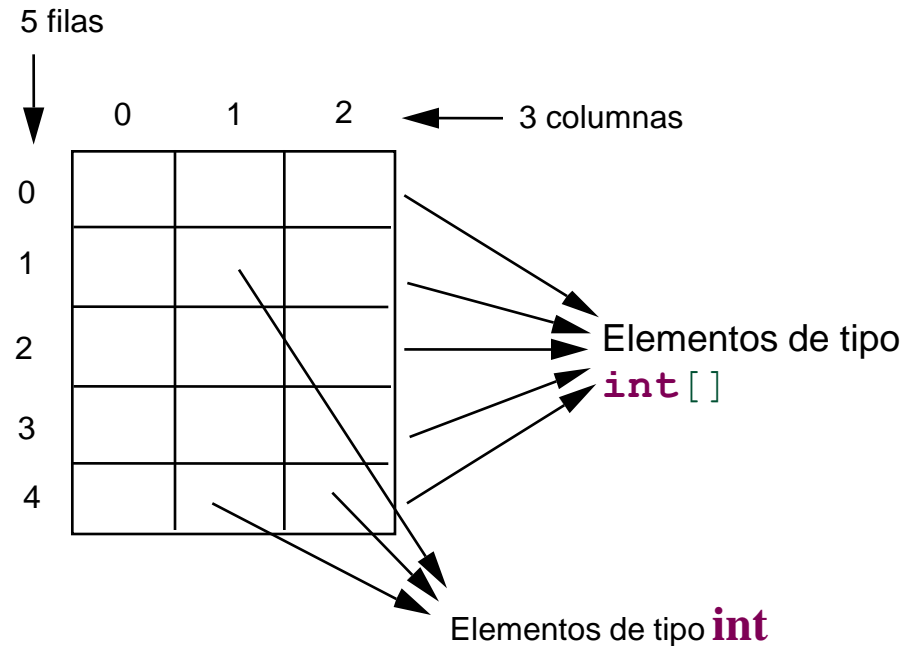 5 filas
0 1 2
3 columnas
0
1
2
3
4
Elementos de tipo
int[]
Elementos de tipo int